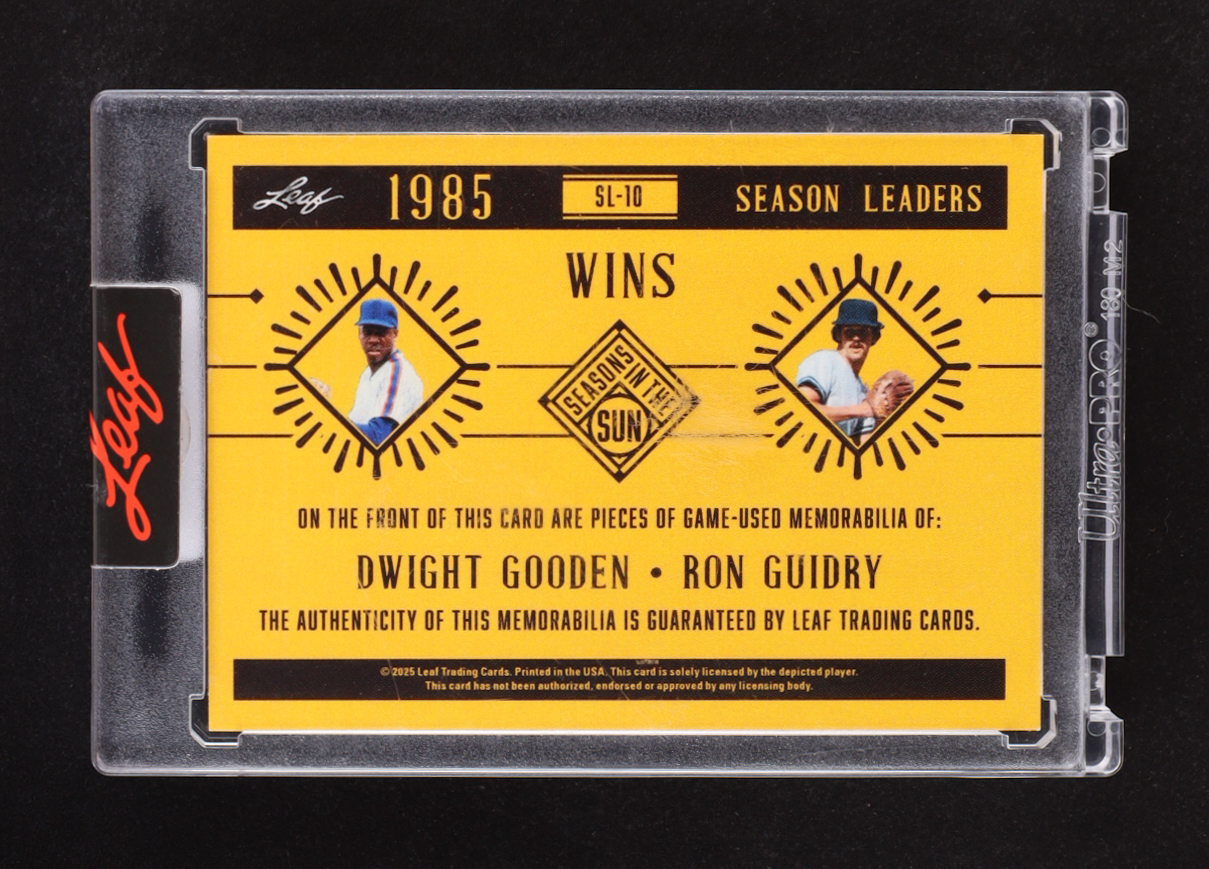 Leaf 1985 SL-10 SEASON LEADERS
WINS
SEASONS IN THE
SUN
ON THE FRONT OF THIS CARD ARE PIECES OF GAME-USED MEMORABILIA OF:
DWIGHT GOODEN • RON GUIDRY
THE AUTHENTICITY OF THIS MEMORABILIA IS GUARANTEED BY LEAF TRADING CARDS.
© 2025 Leaf Trading Cards. Printed in the USA. This card is solely licensed by the depicted player.
This card has not been authorized, endorsed or approved by any licensing body.
Leaf
Ultra•PRO® 180 M2